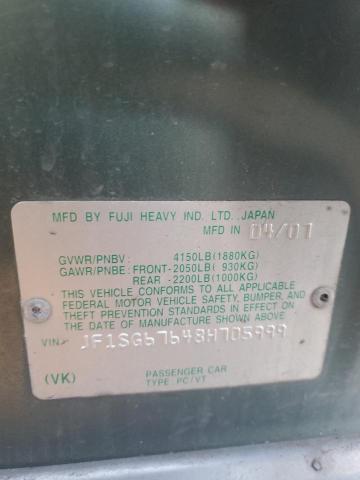 MFD BY FUJI HEAVY IND. LTD., JAPAN
MFD IN 04/07
GVWR/PNBV: 4150LB(1880KG)
GAWR/PNBE: FRONT-2050LB( 930KG)
REAR -2200LB(1000KG)
THIS VEHICLE CONFORMS TO ALL APPLICABLE
FEDERAL MOTOR VEHICLE SAFETY, BUMPER, AND
THEFT PREVENTION STANDARDS IN EFFECT ON
THE DATE OF MANUFACTURE SHOWN ABOVE.
VIN: JF1SG67648H705999
(VK) PASSENGER CAR
TYPE:PC/VT